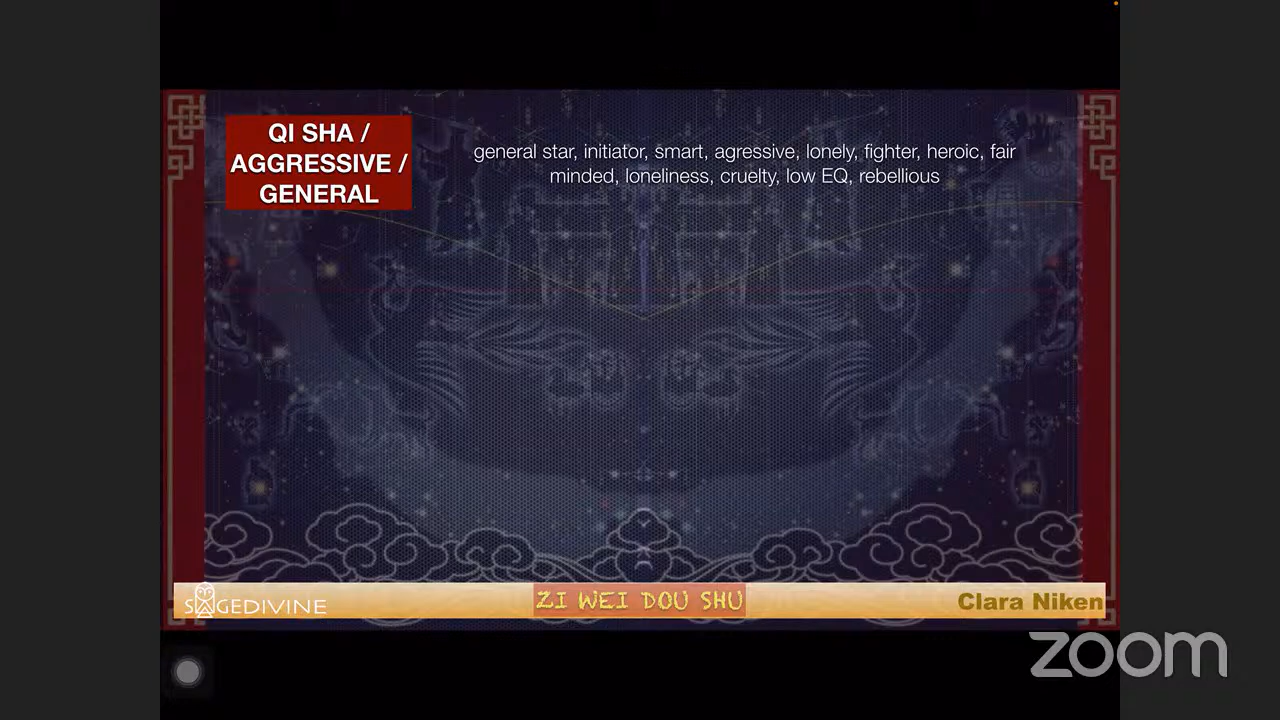 QI SHA /
AGGRESSIVE /
GENERAL
general star, initiator, smart, agressive, lonely, fighter, heroic, fair
minded, loneliness, cruelty, low EQ, rebellious
SAGEDIVINE
ZI WEI DOU SHU
Clara Niken
zoom